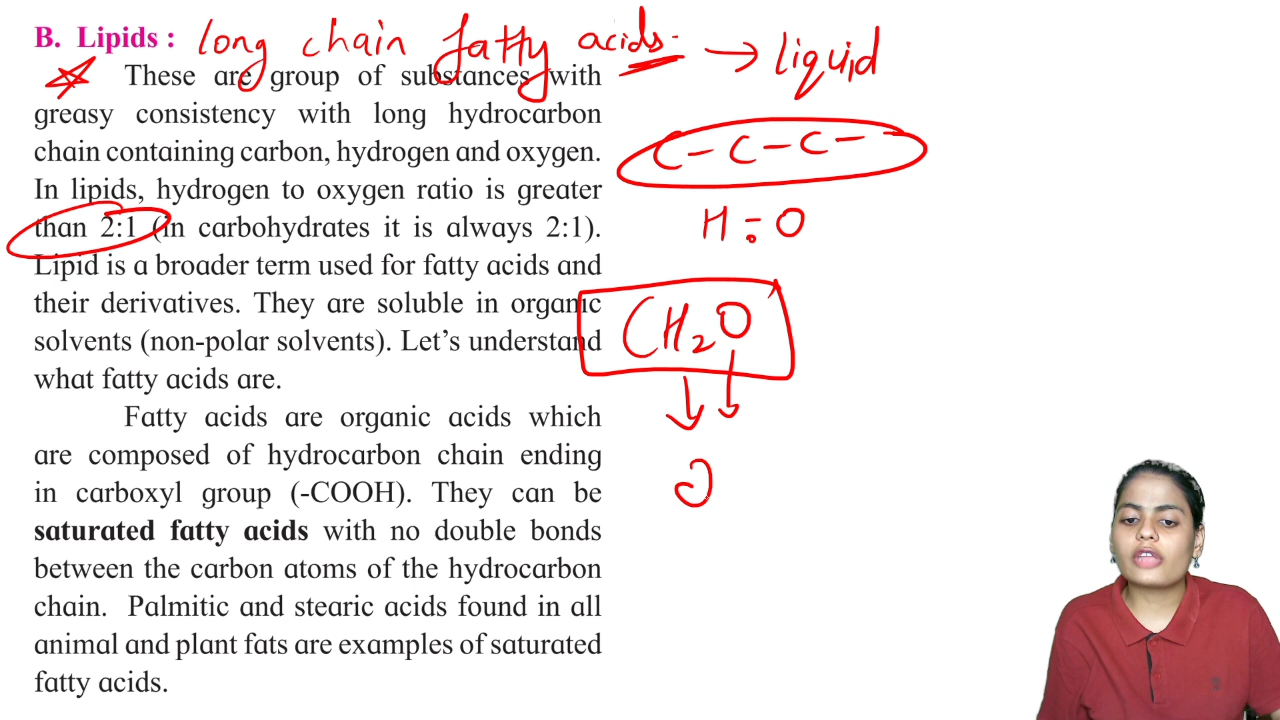 B. Lipids : long chain fatty acids. → liquid
These are group of substances with
greasy consistency with long hydrocarbon
chain containing carbon, hydrogen and oxygen.
In lipids, hydrogen to oxygen ratio is greater
than 2:1 (in carbohydrates it is always 2:1).
Lipid is a broader term used for fatty acids and
their derivatives. They are soluble in organic
solvents (non-polar solvents). Let's understand
what fatty acids are.
Fatty acids are organic acids which
are composed of hydrocarbon chain ending
in carboxyl group (-COOH). They can be
saturated fatty acids with no double bonds
between the carbon atoms of the hydrocarbon
chain. Palmitic and stearic acids found in all
animal and plant fats are examples of saturated
fatty acids.
C-C-C-
H:O
CH₂O